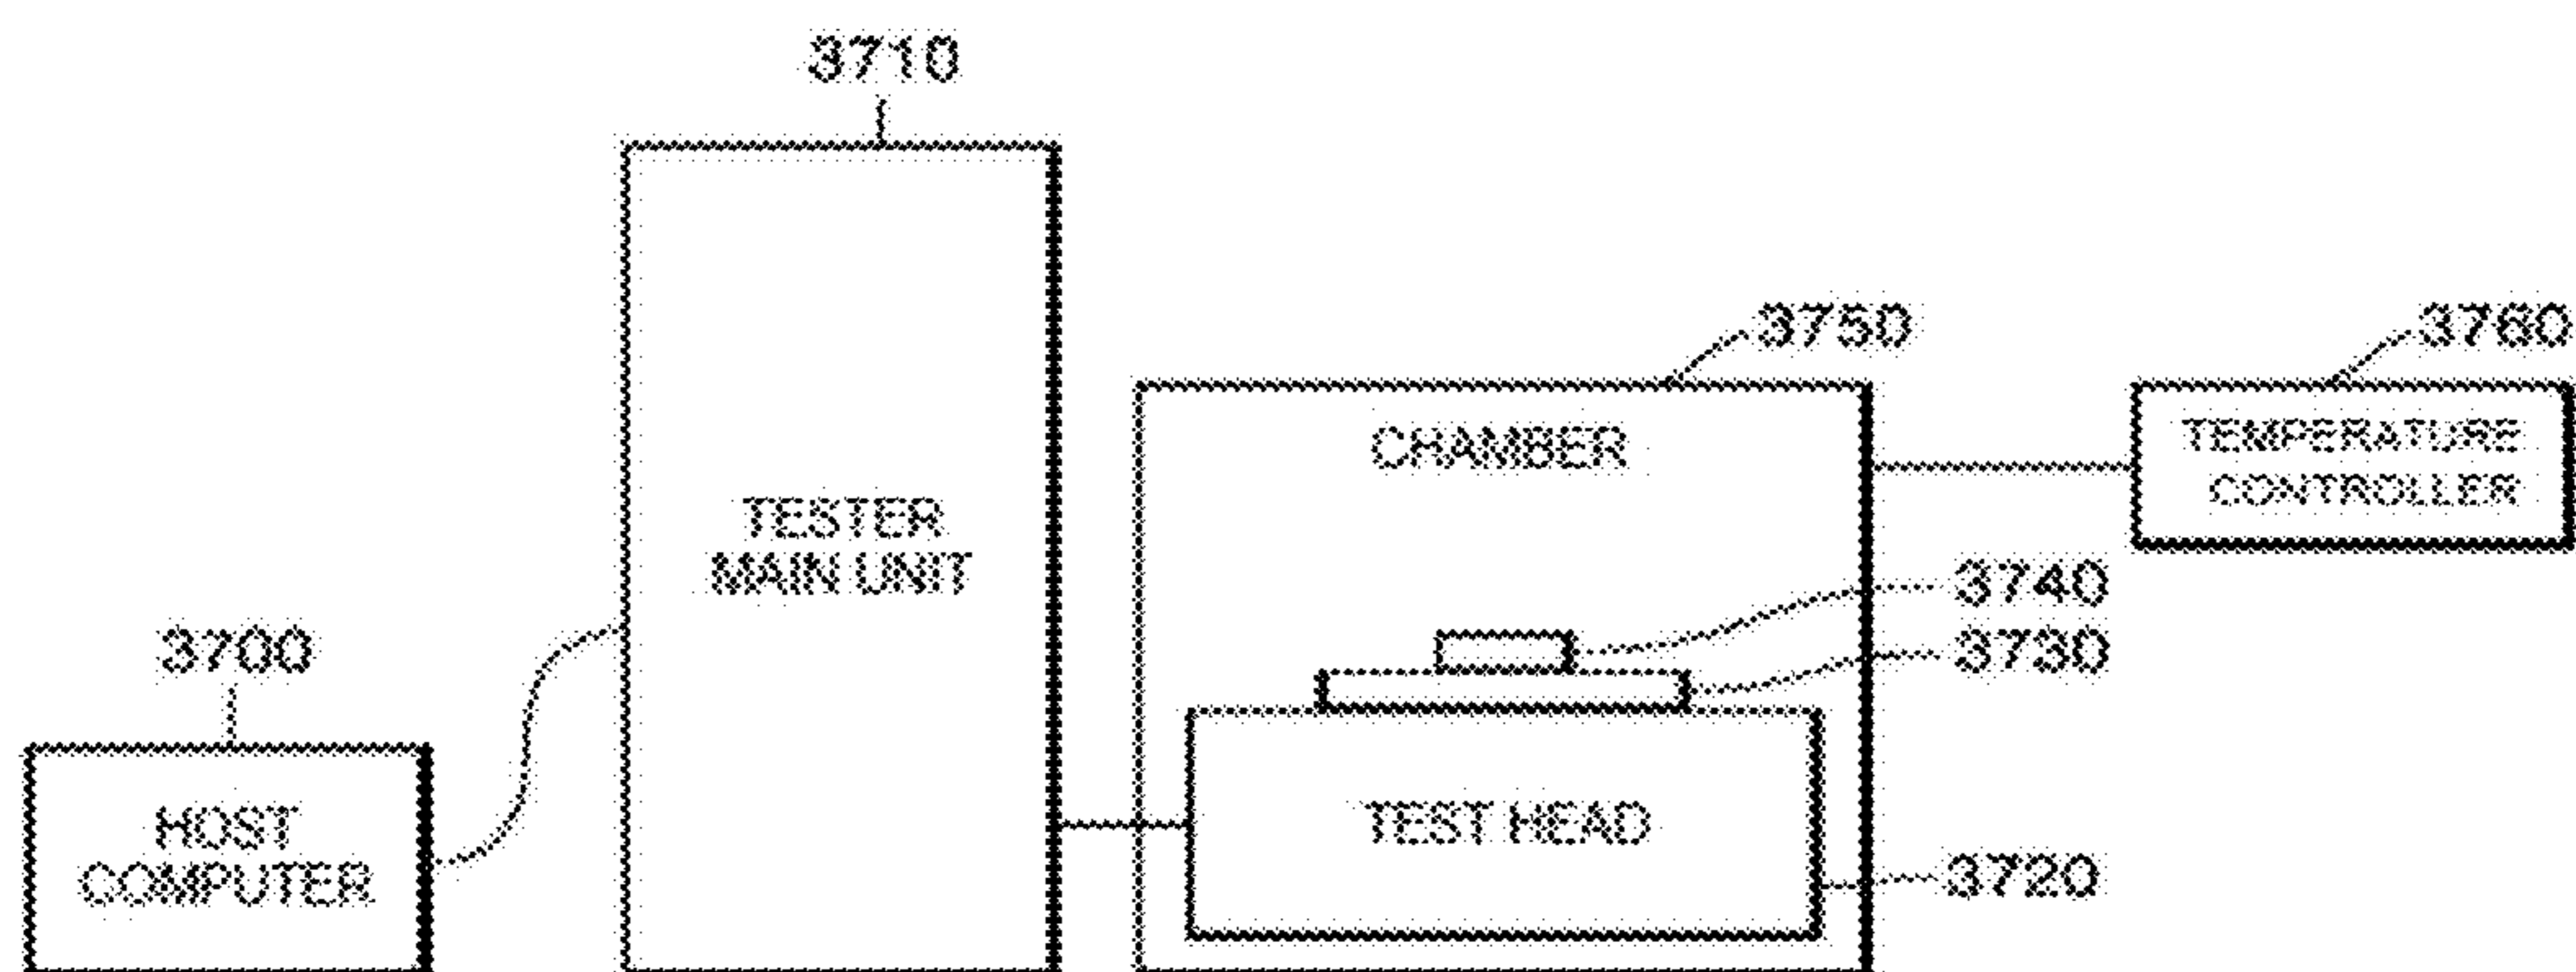 3710
3750
3760
CHAMBER
TEMPERATURE
CONTROLLER
TESTER
MAIN UNIT
3740
3730
3700
HOST
COMPUTER
TEST HEAD
3720